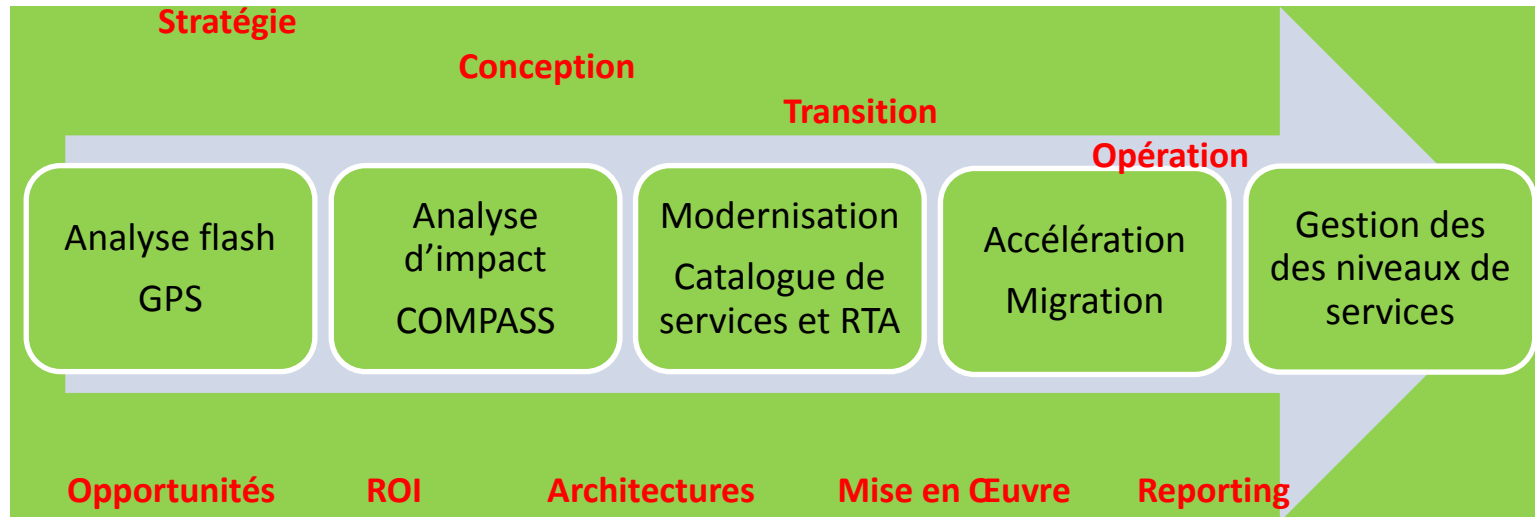 Stratégie
Conception
Transition
Opération
Analyse flash
GPS
Analyse
d’impact
COMPASS
Modernisation
Catalogue de
services et RTA
Accélération
Migration
Gestion des
des niveaux de
services
Opportunités
ROI
Architectures
Mise en Œuvre
Reporting